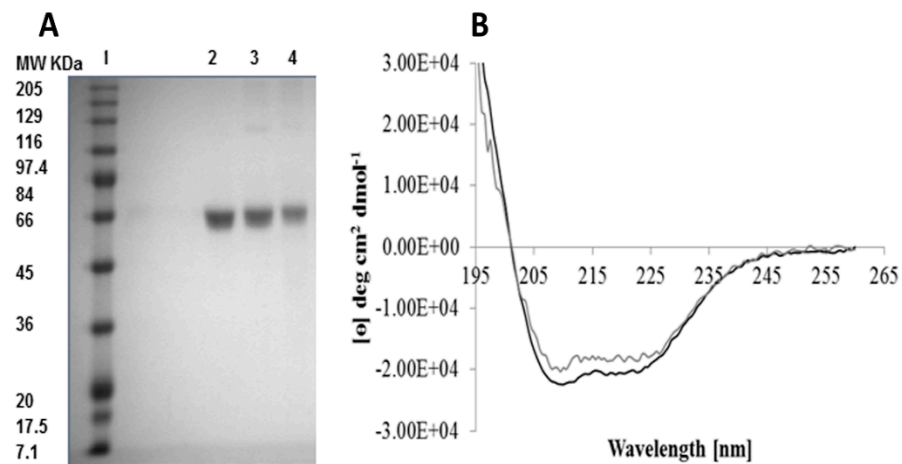 A
MW KDa I 2 3 4
205
129
116
97.4
84
66
45
36
20
17.5
7.1
B
3.00E+04
2.00E+04
1.00E+04
0.00E+00
-1.00E+04
-2.00E+04
-3.00E+04
195 205 215 225 235 245 255 265
[o] deg cm² dmol⁻¹
Wavelength [nm]